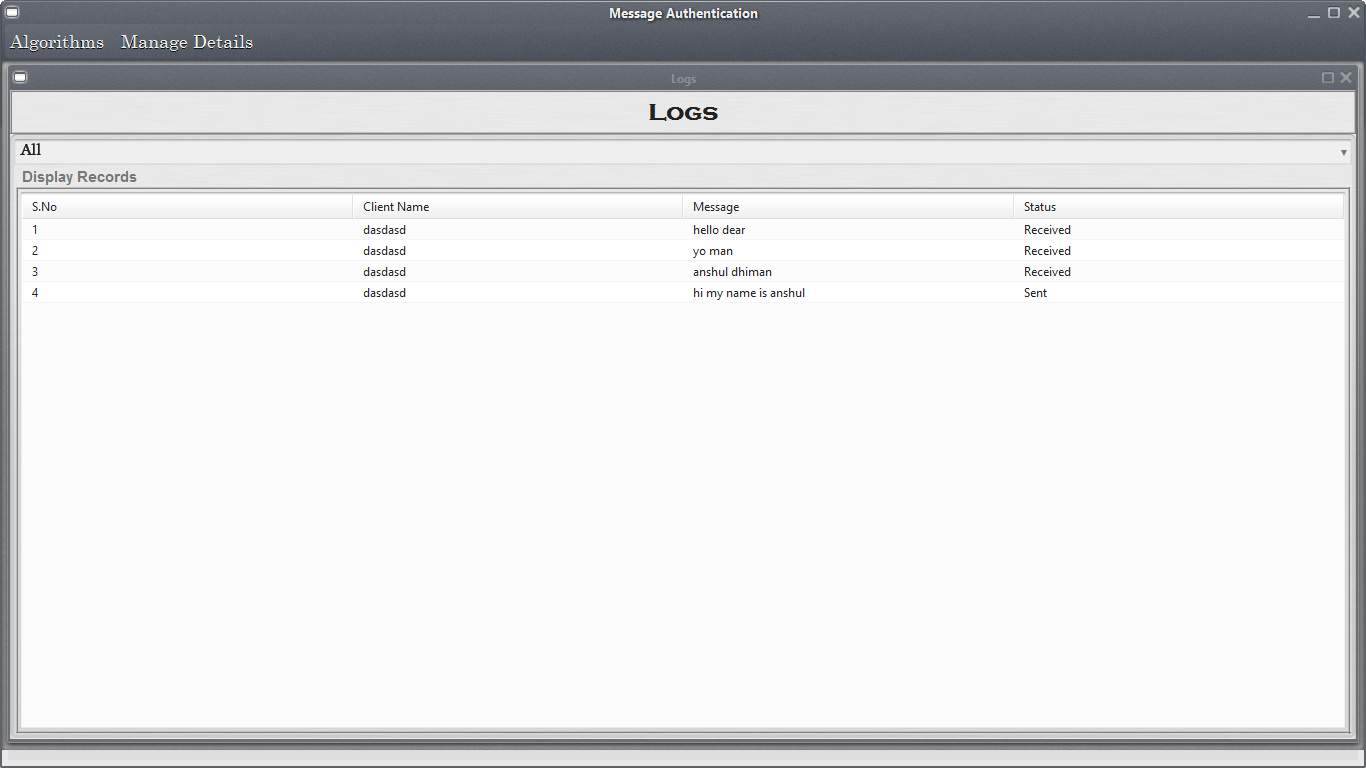 Message Authentication
Algorithms Manage Details
Logs
Logs
All
Display Records
S.No Client Name Message Status
1 dasdasd hello dear Received
2 dasdasd yo man Received
3 dasdasd anshul dhiman Received
4 dasdasd hi my name is anshul Sent